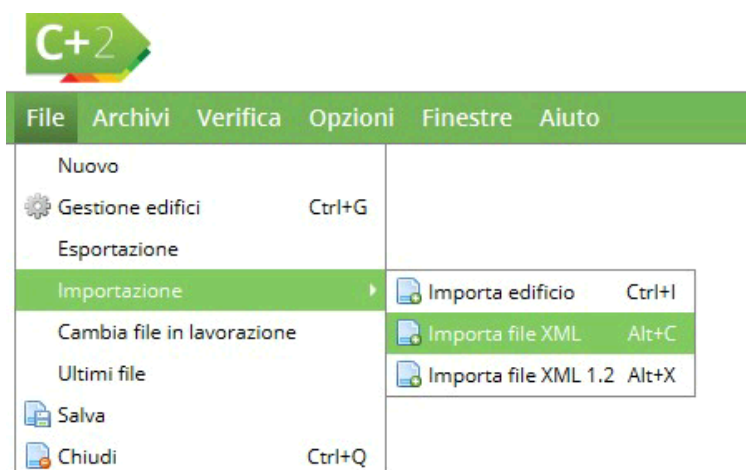 C+2
File Archivi Verifica Opzioni Finestre Aiuto
Nuovo
Gestione edifici Ctrl+G
Esportazione
Importazione
Importa edificio Ctrl+I
Importa file XML Alt+C
Importa file XML 1.2 Alt+X
Cambia file in lavorazione
Ultimi file
Salva
Chiudi Ctrl+Q